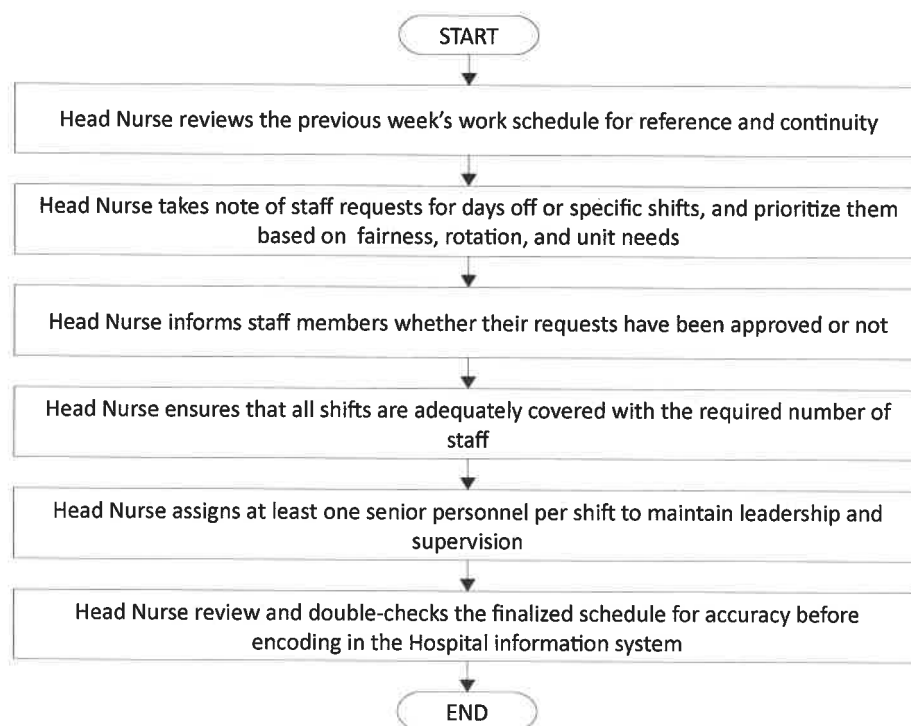 START
Head Nurse reviews the previous week's work schedule for reference and continuity
Head Nurse takes note of staff requests for days off or specific shifts, and prioritize them
based on fairness, rotation, and unit needs
Head Nurse informs staff members whether their requests have been approved or not
Head Nurse ensures that all shifts are adequately covered with the required number of
staff
Head Nurse assigns at least one senior personnel per shift to maintain leadership and
supervision
Head Nurse review and double-checks the finalized schedule for accuracy before
encoding in the Hospital information system
END